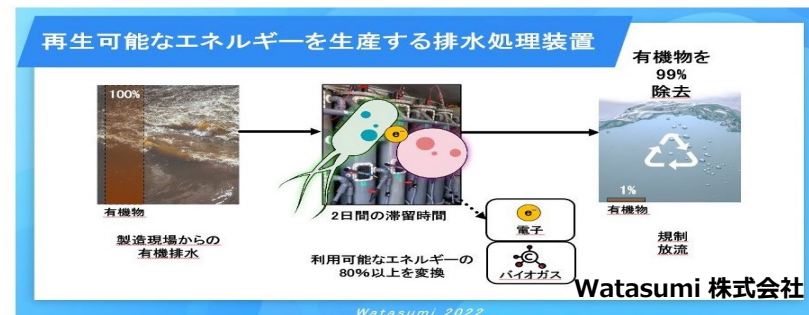 再生可能なエネルギーを生産する排水処理装置
100%
有機物
製造現場からの
有機排水
e⁻
2日間の滞留時間
利用可能なエネルギーの
80%以上を変換
e⁻
電子
C
バイオガス
有機物を
99%
除去
1%
有機物
規制
放流
Watasumi 株式会社
Watasumi 2022